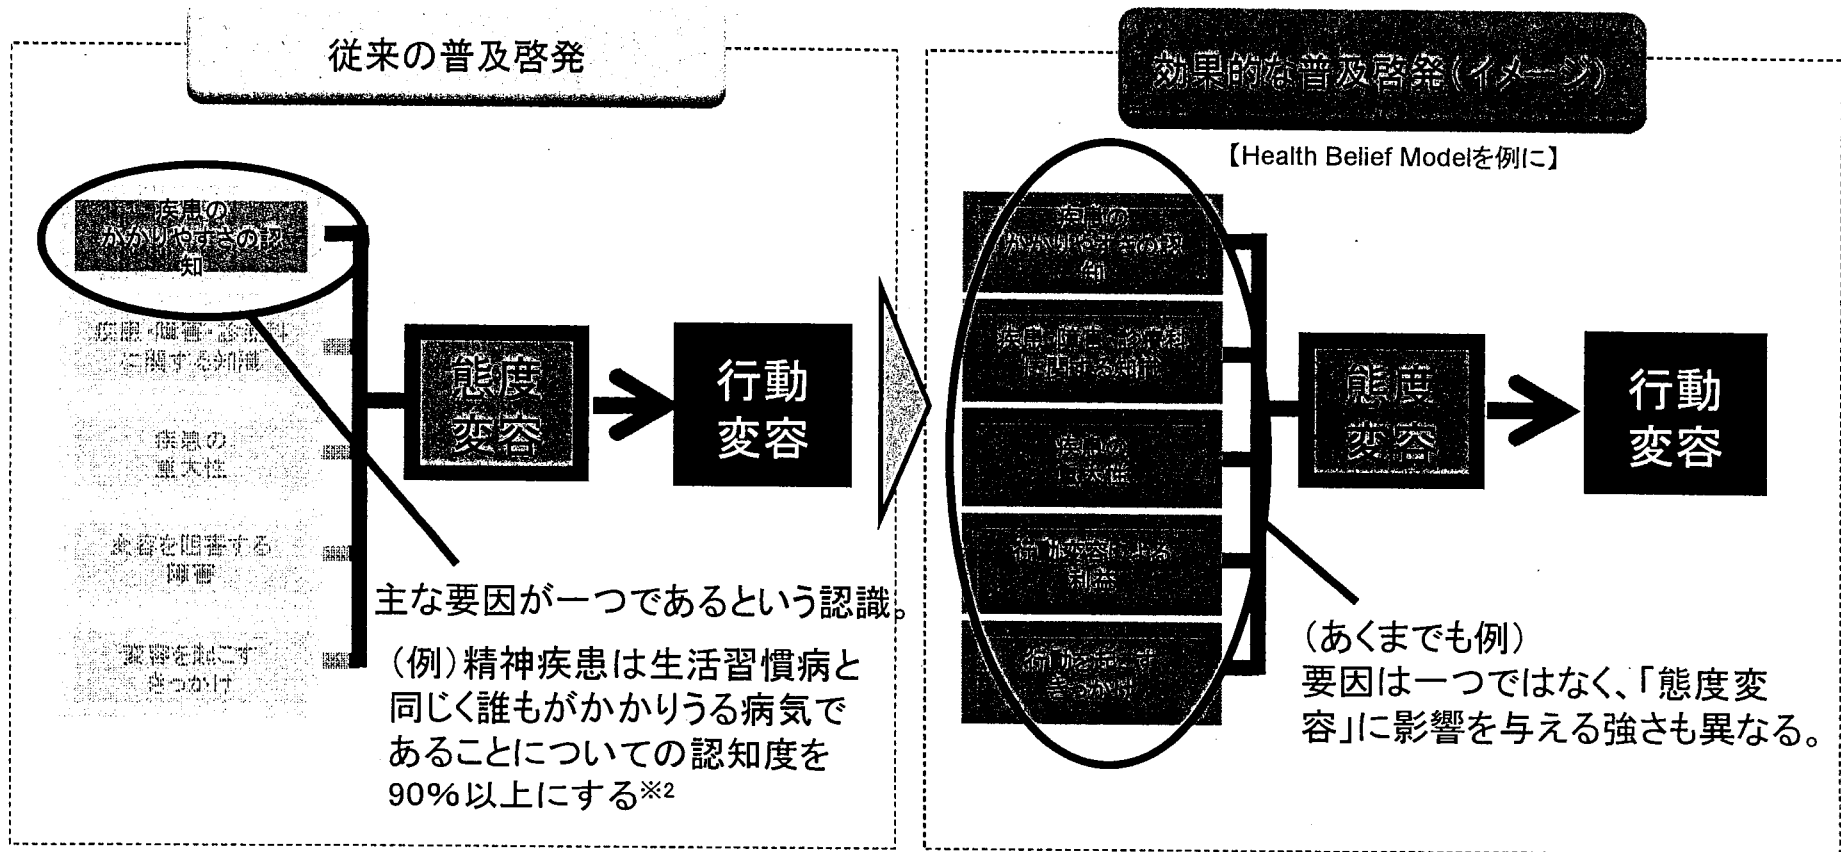 従来の普及啓発
疾患の
かかりやすさの認
知
疾患・障害・診療科
に関する知識
疾患の
重大性
変容を阻害する
障害
変容を起こす
きっかけ
態度
変容
行動
変容
主な要因が一つであるという認識。
(例)精神疾患は生活習慣病と
同じく誰もがかかりうる病気で
あることについての認知度を
90%以上にする※2
効果的な普及啓発(イメージ)
【Health Belief Modelを例に】
疾患の
かかりやすさの認
知
疾患・障害・診療科
に関する知識
疾患の
重大性
行動変容による
利益
行動を起こす
きっかけ
態度
変容
行動
変容
(あくまでも例)
要因は一つではなく、「態度変
容」に影響を与える強さも異なる。